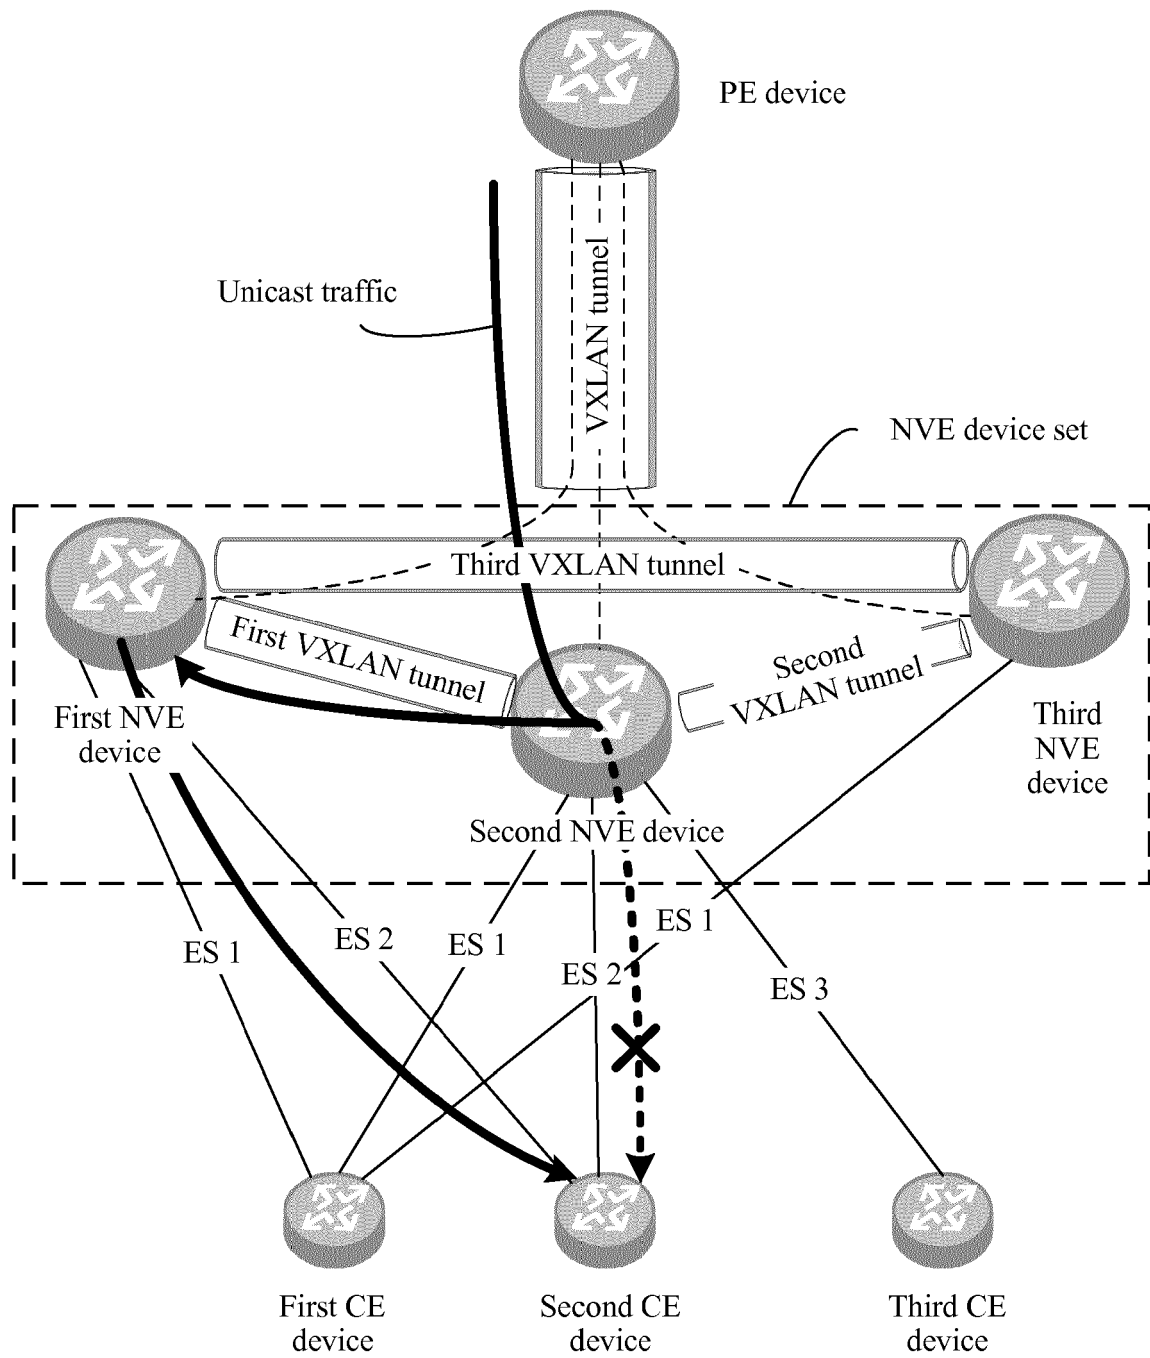 PE device
Unicast traffic
VXLAN tunnel
NVE device set
Third VXLAN tunnel
First VXLAN tunnel
Second
VXLAN tunnel
First NVE
device
Third
NVE
device
Second NVE device
ES 1
ES 2
ES 1
ES 2
ES 1
ES 3
First CE
device
Second CE
device
Third CE
device